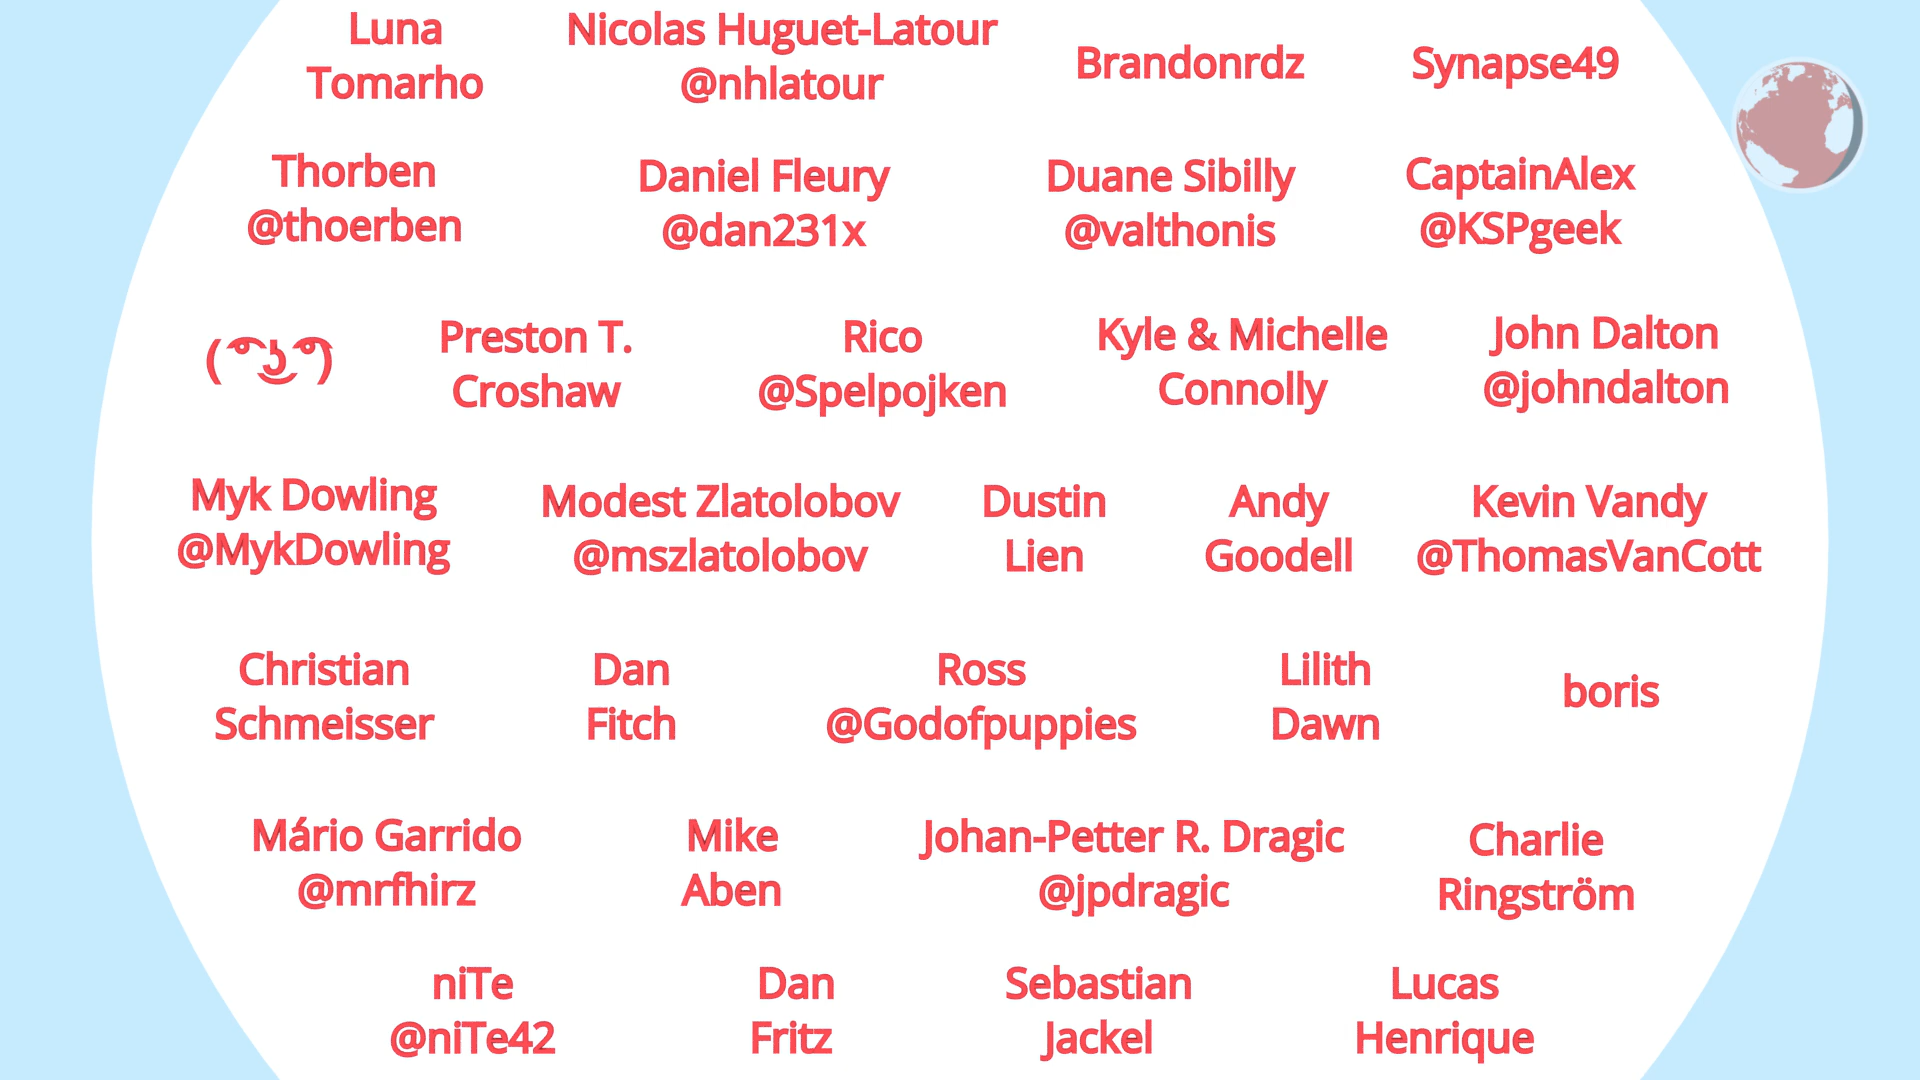 Luna
Tomarho
Nicolas Huguet-Latour
@nhlatour
Brandonrdz
Synapse49
Thorben
@thoerben
Daniel Fleury
@dan231x
Duane Sibilly
@valthonis
CaptainAlex
@KSPgeek
( ͡° ͜ʖ ͡°)
Preston T.
Croshaw
Rico
@Spelpojken
Kyle & Michelle
Connolly
John Dalton
@johndalton
Myk Dowling
@MykDowling
Modest Zlatolobov
@mszlatolobov
Dustin
Lien
Andy
Goodell
Kevin Vandy
@ThomasVanCott
Christian
Schmeisser
Dan
Fitch
Ross
@Godofpuppies
Lilith
Dawn
boris
Mário Garrido
@mrfhirz
Mike
Aben
Johan-Petter R. Dragic
@jpdragic
Charlie
Ringström
niTe
@niTe42
Dan
Fritz
Sebastian
Jackel
Lucas
Henrique